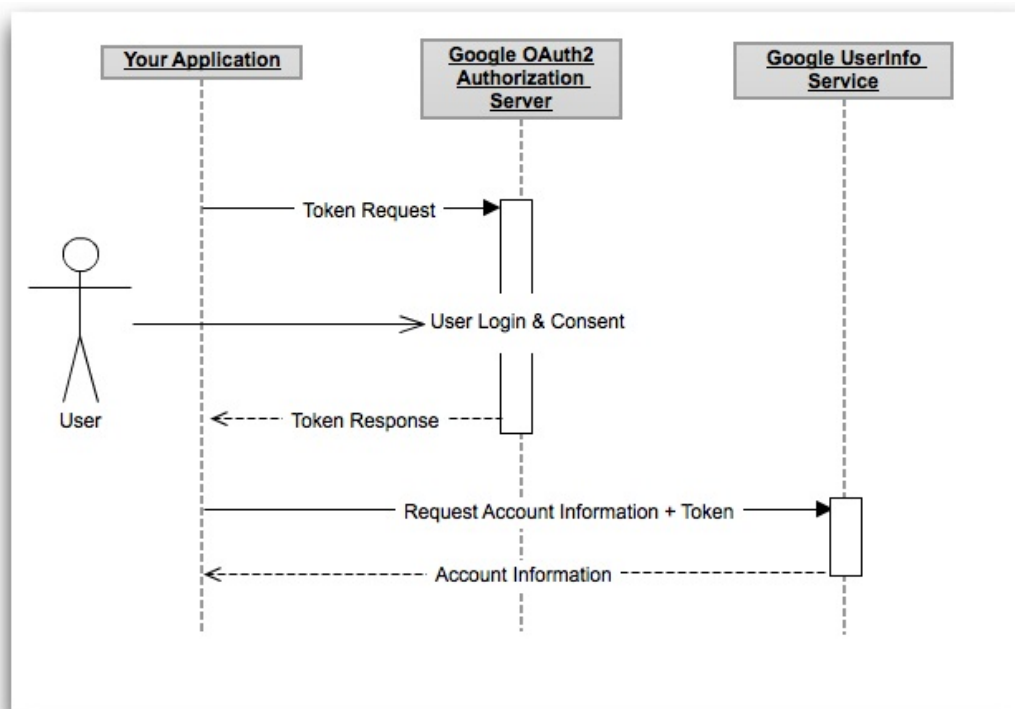 Your Application
Google OAuth2
Authorization
Server
Google UserInfo
Service
Token Request
User Login & Consent
Token Response
User
Request Account Information + Token
Account Information